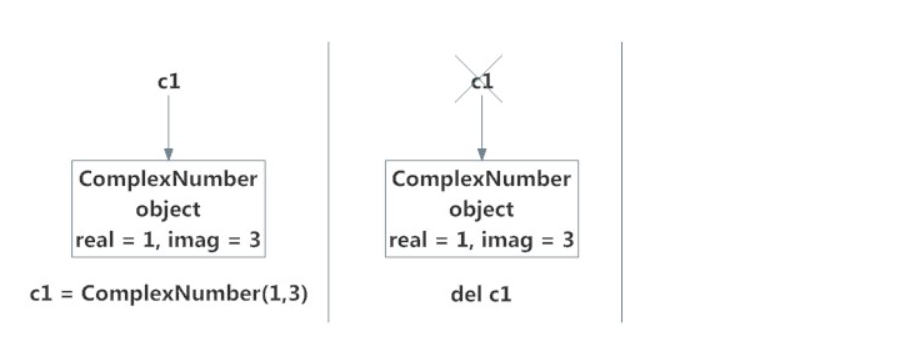 c1
ComplexNumber
object
real = 1, imag = 3
c1 = ComplexNumber(1,3)
c1
ComplexNumber
object
real = 1, imag = 3
del c1